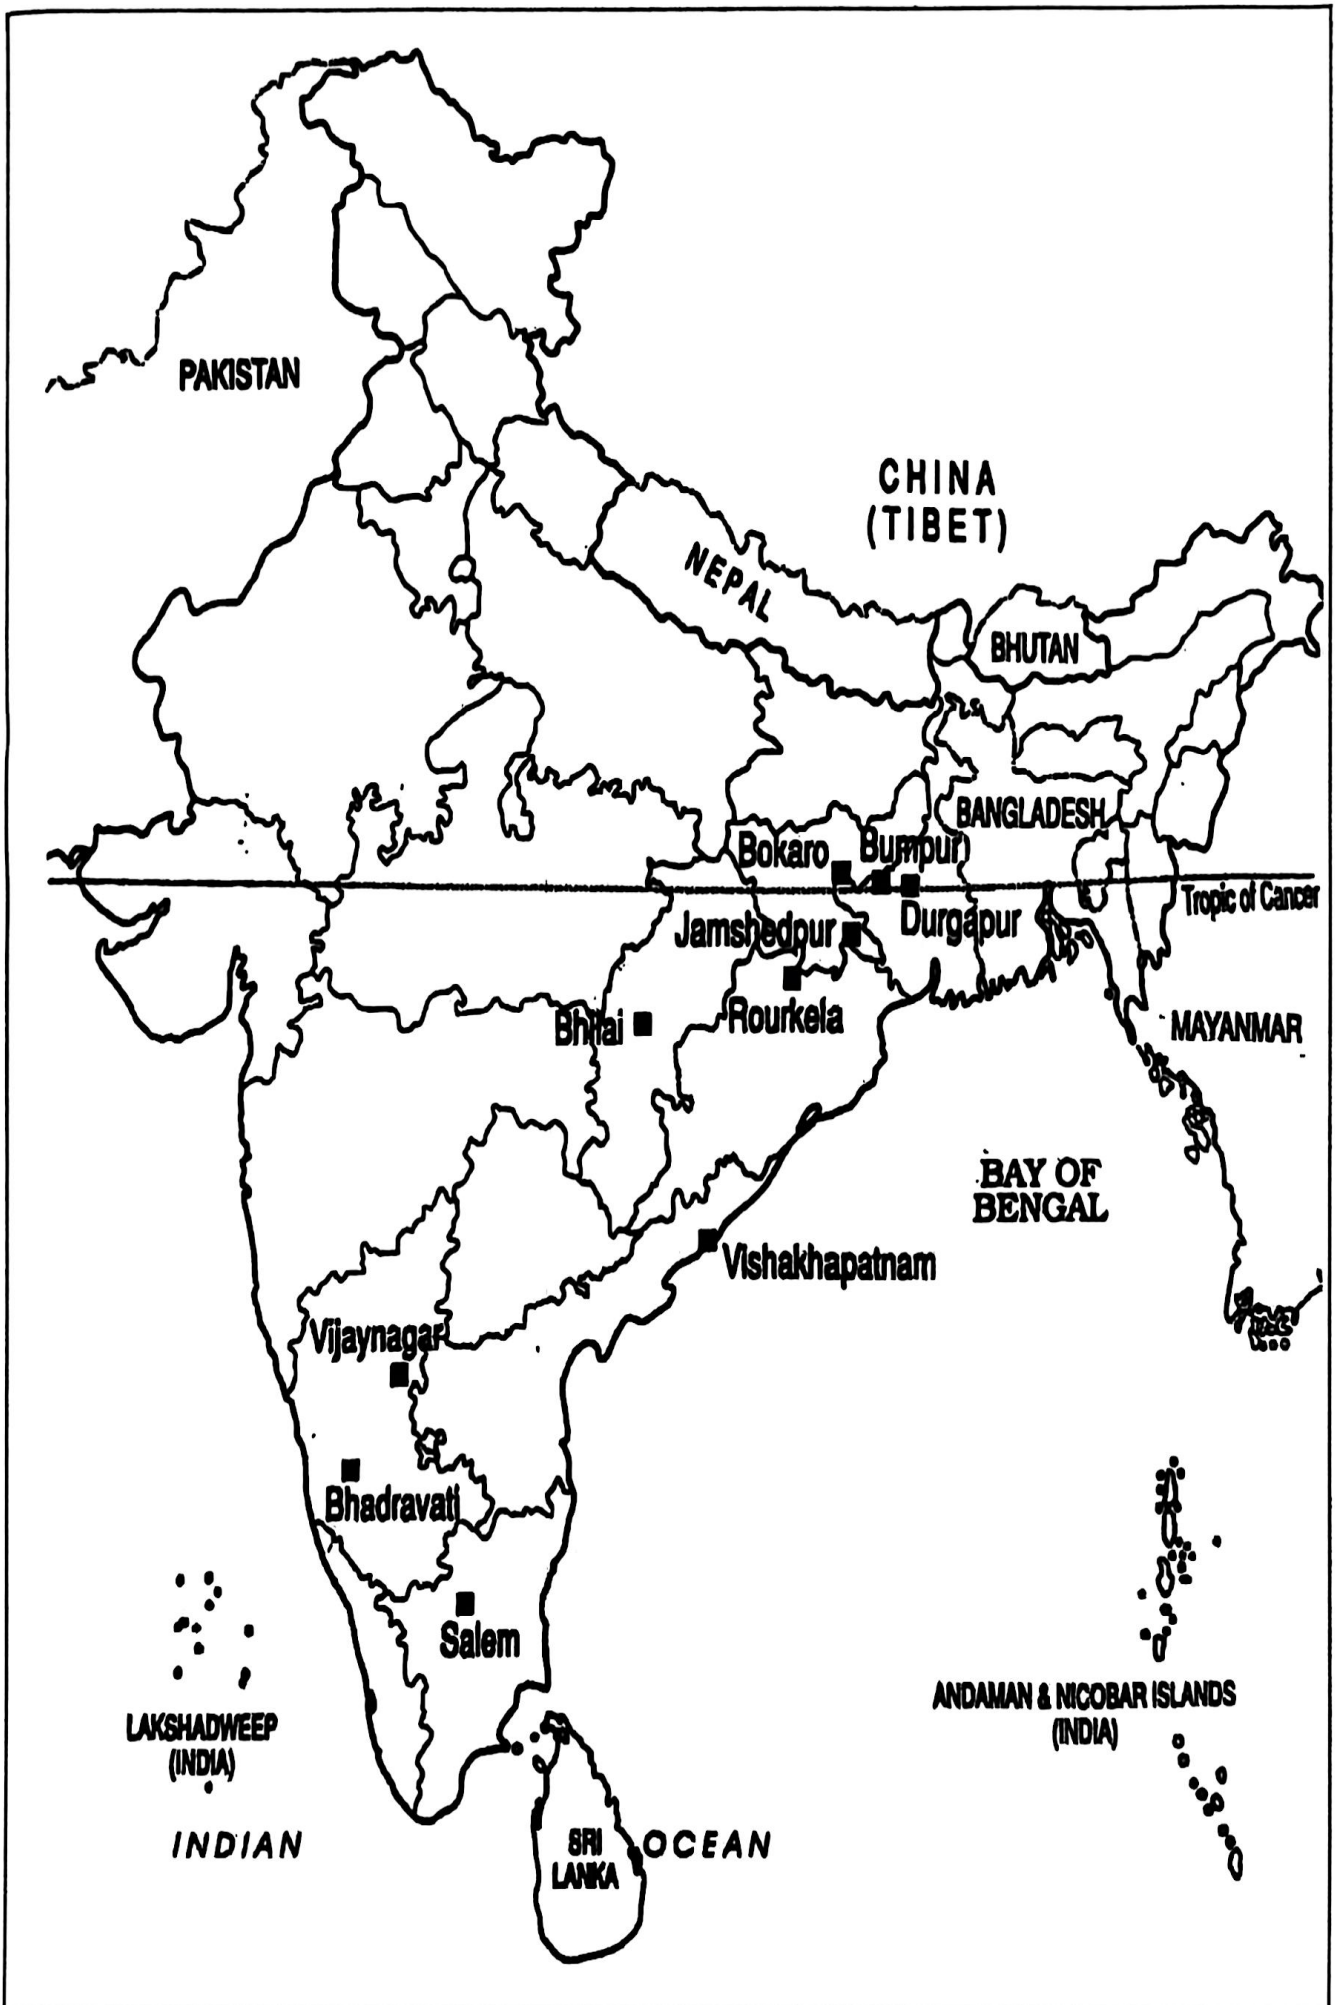 PAKISTAN
CHINA
(TIBET)
NEPAL
BHUTAN
BANGLADESH
Bokaro
Bumpur
Tropic of Cancer
Jamshedpur
Durgapur
Rourkela
Bhilai
MAYANMAR
BAY OF
BENGAL
Vishakhapatnam
Vijaynagar
Bhadravati
Salem
LAKSHADWEEP
(INDIA)
ANDAMAN & NICOBAR ISLANDS
(INDIA)
INDIAN OCEAN
SRI
LANKA